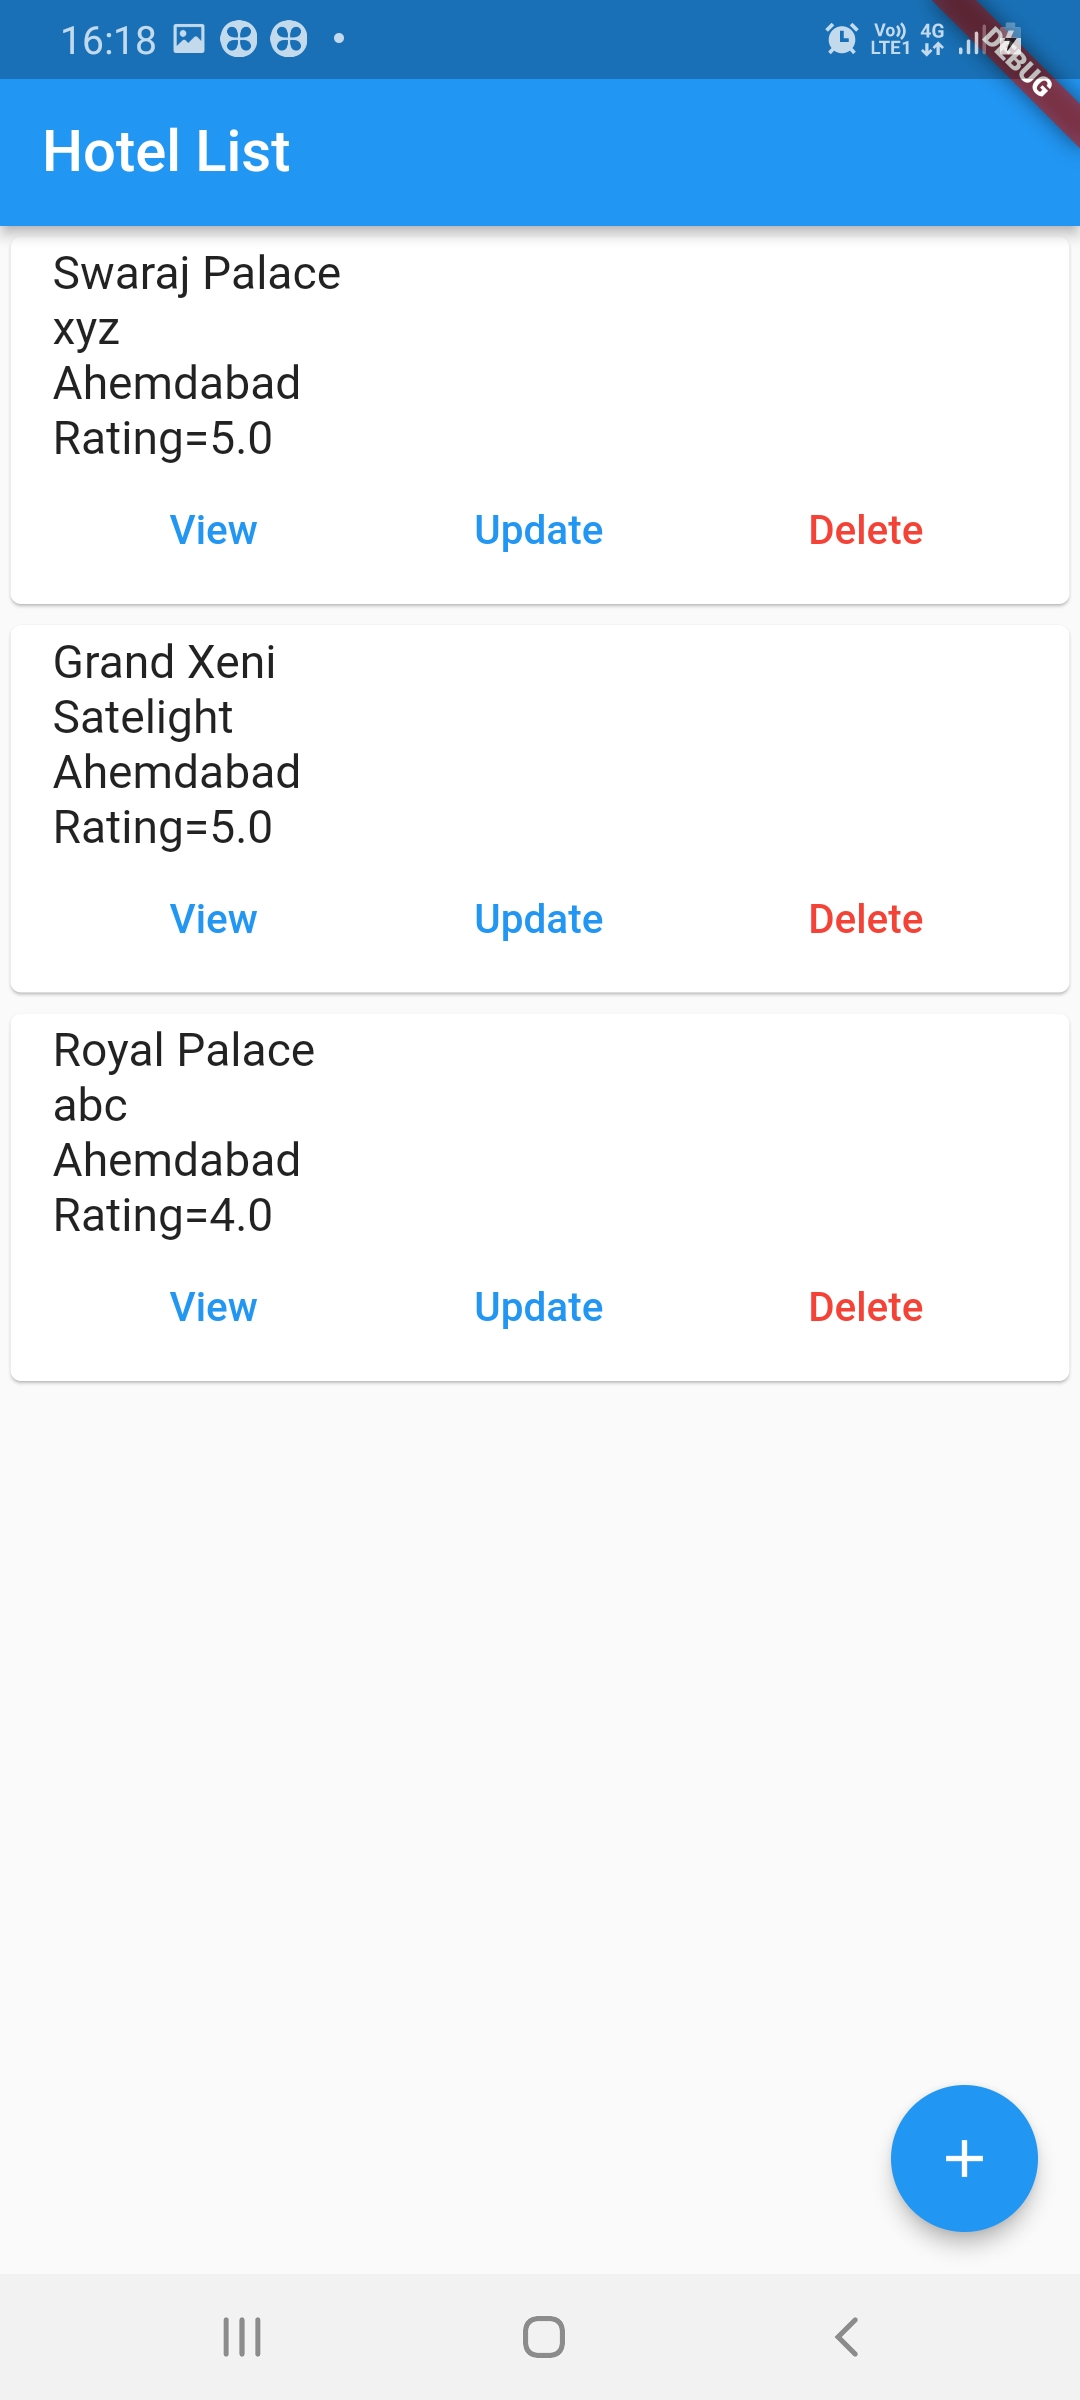 16:18
Vo)) 4G
LTE1
DEBUG
Hotel List
Swaraj Palace
xyz
Ahemdabad
Rating=5.0
View Update Delete
Grand Xeni
Satelight
Ahemdabad
Rating=5.0
View Update Delete
Royal Palace
abc
Ahemdabad
Rating=4.0
View Update Delete